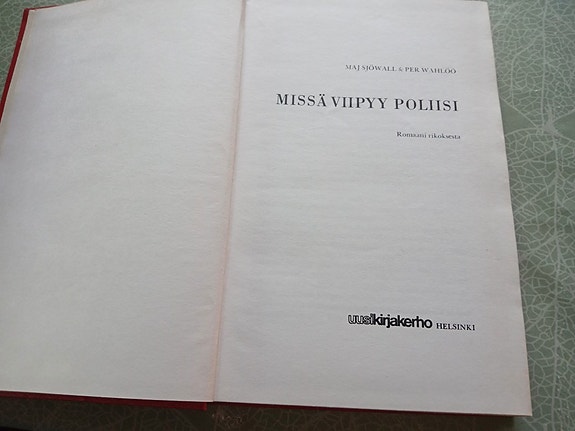 MAJ SJÖWALL & PER WAHLÖÖ
MISSÄ VIIPYY POLIISI
Romaani rikoksesta
uusikirjakerho HELSINKI